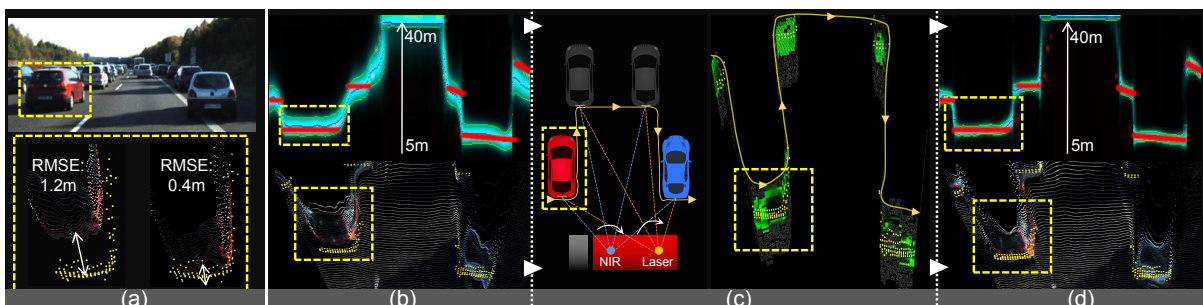 RMSE:
1.2m
RMSE:
0.4m
40m
5m
NIR
Laser
40m
5m
(a)
(b)
(c)
(d)